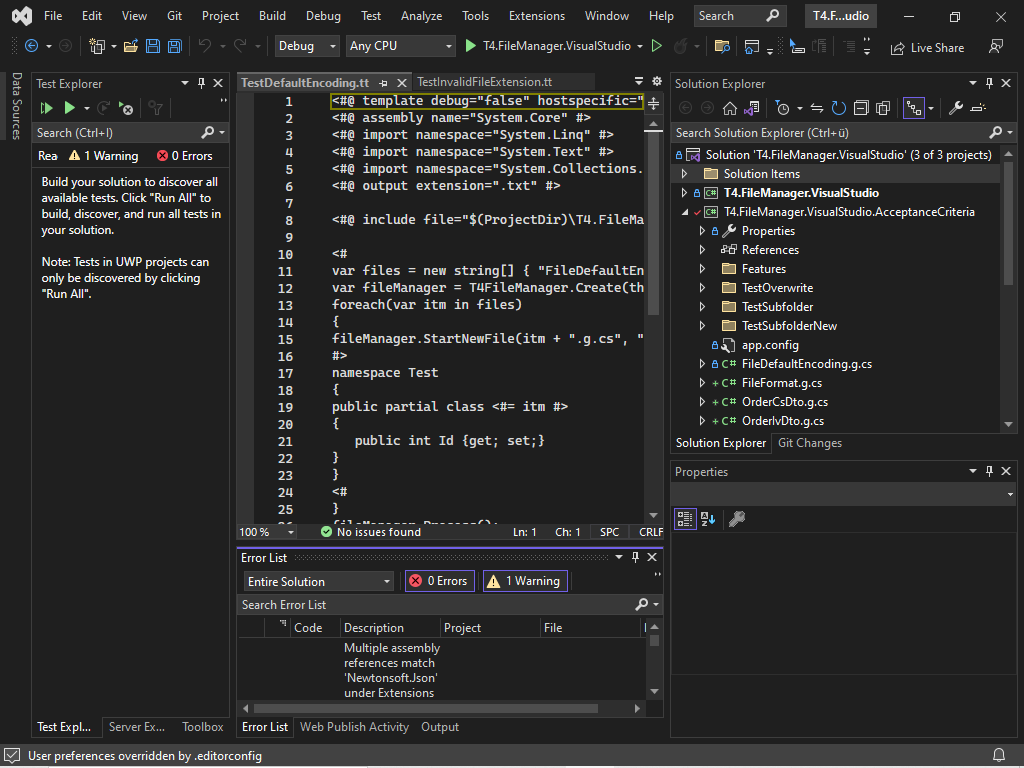 File Edit View Git Project Build Debug Test Analyze Tools Extensions Window Help Search T4.F...udio
Debug Any CPU T4.FileManager.VisualStudio Live Share
Data Sources
Test Explorer
Search (Ctrl+I)
Rea 1 Warning 0 Errors
Build your solution to discover all
available tests. Click "Run All" to
build, discover, and run all tests in
your solution.
Note: Tests in UWP projects can
only be discovered by clicking
"Run All".
Test Expl... Server Ex... Toolbox
TestDefaultEncoding.tt TestInvalidFileExtension.tt
1 <#@ template debug="false" hostspecific="
2 <#@ assembly name="System.Core" #>
3 <#@ import namespace="System.Linq" #>
4 <#@ import namespace="System.Text" #>
5 <#@ import namespace="System.Collections.
6 <#@ output extension=".txt" #>
7
8 <#@ include file="$(ProjectDir)\T4.FileMa
9
10 <#
11 var files = new string[] { "FileDefaultEn
12 var fileManager = T4FileManager.Create(th
13 foreach(var itm in files)
14 {
15 fileManager.StartNewFile(itm + ".g.cs", "
16 #>
17 namespace Test
18 {
19 public partial class <#= itm #>
20 {
21 public int Id {get; set;}
22 }
23 }
24 <#
25 }
26 fileManager.Process();
100 % No issues found Ln: 1 Ch: 1 SPC CRLF
Error List
Entire Solution 0 Errors 1 Warning
Search Error List
Code Description Project File
Multiple assembly
references match
'Newtonsoft.Json'
under Extensions
Error List Web Publish Activity Output
Solution Explorer
Search Solution Explorer (Ctrl+ü)
Solution 'T4.FileManager.VisualStudio' (3 of 3 projects)
Solution Items
T4.FileManager.VisualStudio
T4.FileManager.VisualStudio.AcceptanceCriteria
Properties
References
Features
TestOverwrite
TestSubfolder
TestSubfolderNew
app.config
C# FileDefaultEncoding.g.cs
C# FileFormat.g.cs
C# OrderCsDto.g.cs
C# OrderIvDto.g.cs
Solution Explorer Git Changes
Properties
User preferences overridden by .editorconfig